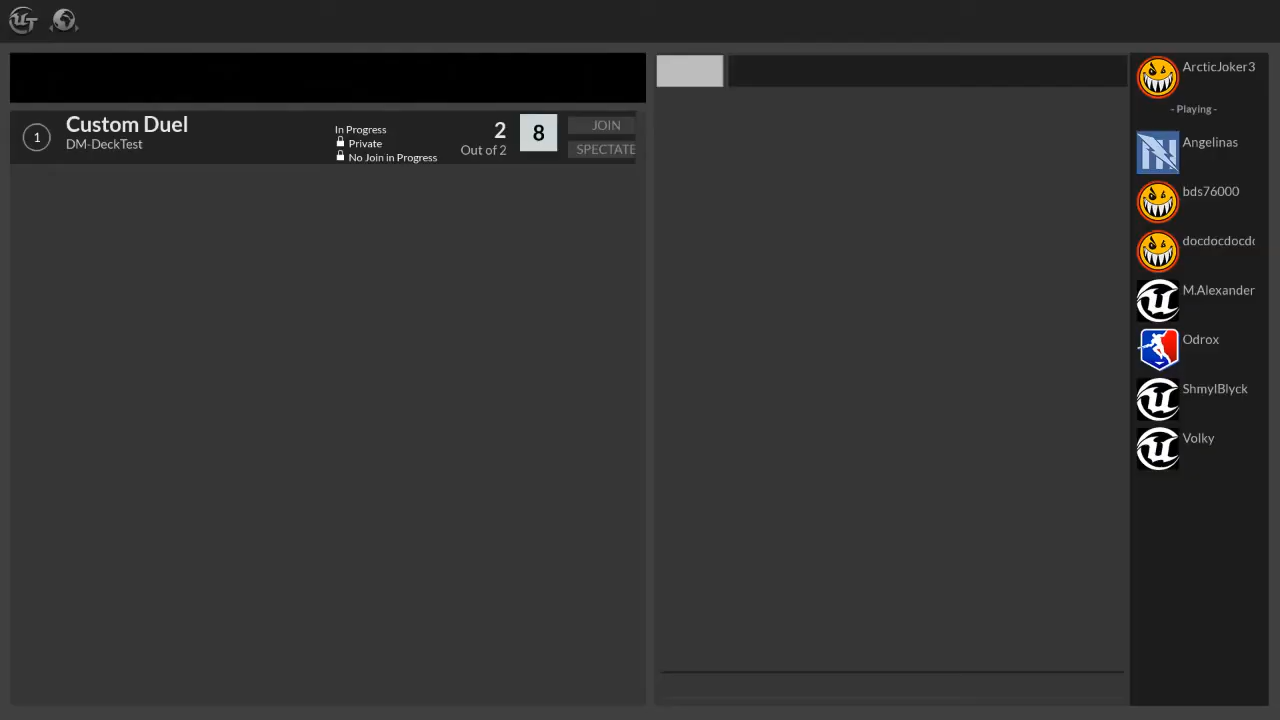 1
Custom Duel
DM-DeckTest
In Progress
Private
No Join in Progress
2
Out of 2
8
JOIN
SPECTATE
ArcticJoker3
- Playing -
Angelinas
bds76000
docdocdocdc
M.Alexander
Odrox
ShmylBlyck
Volky